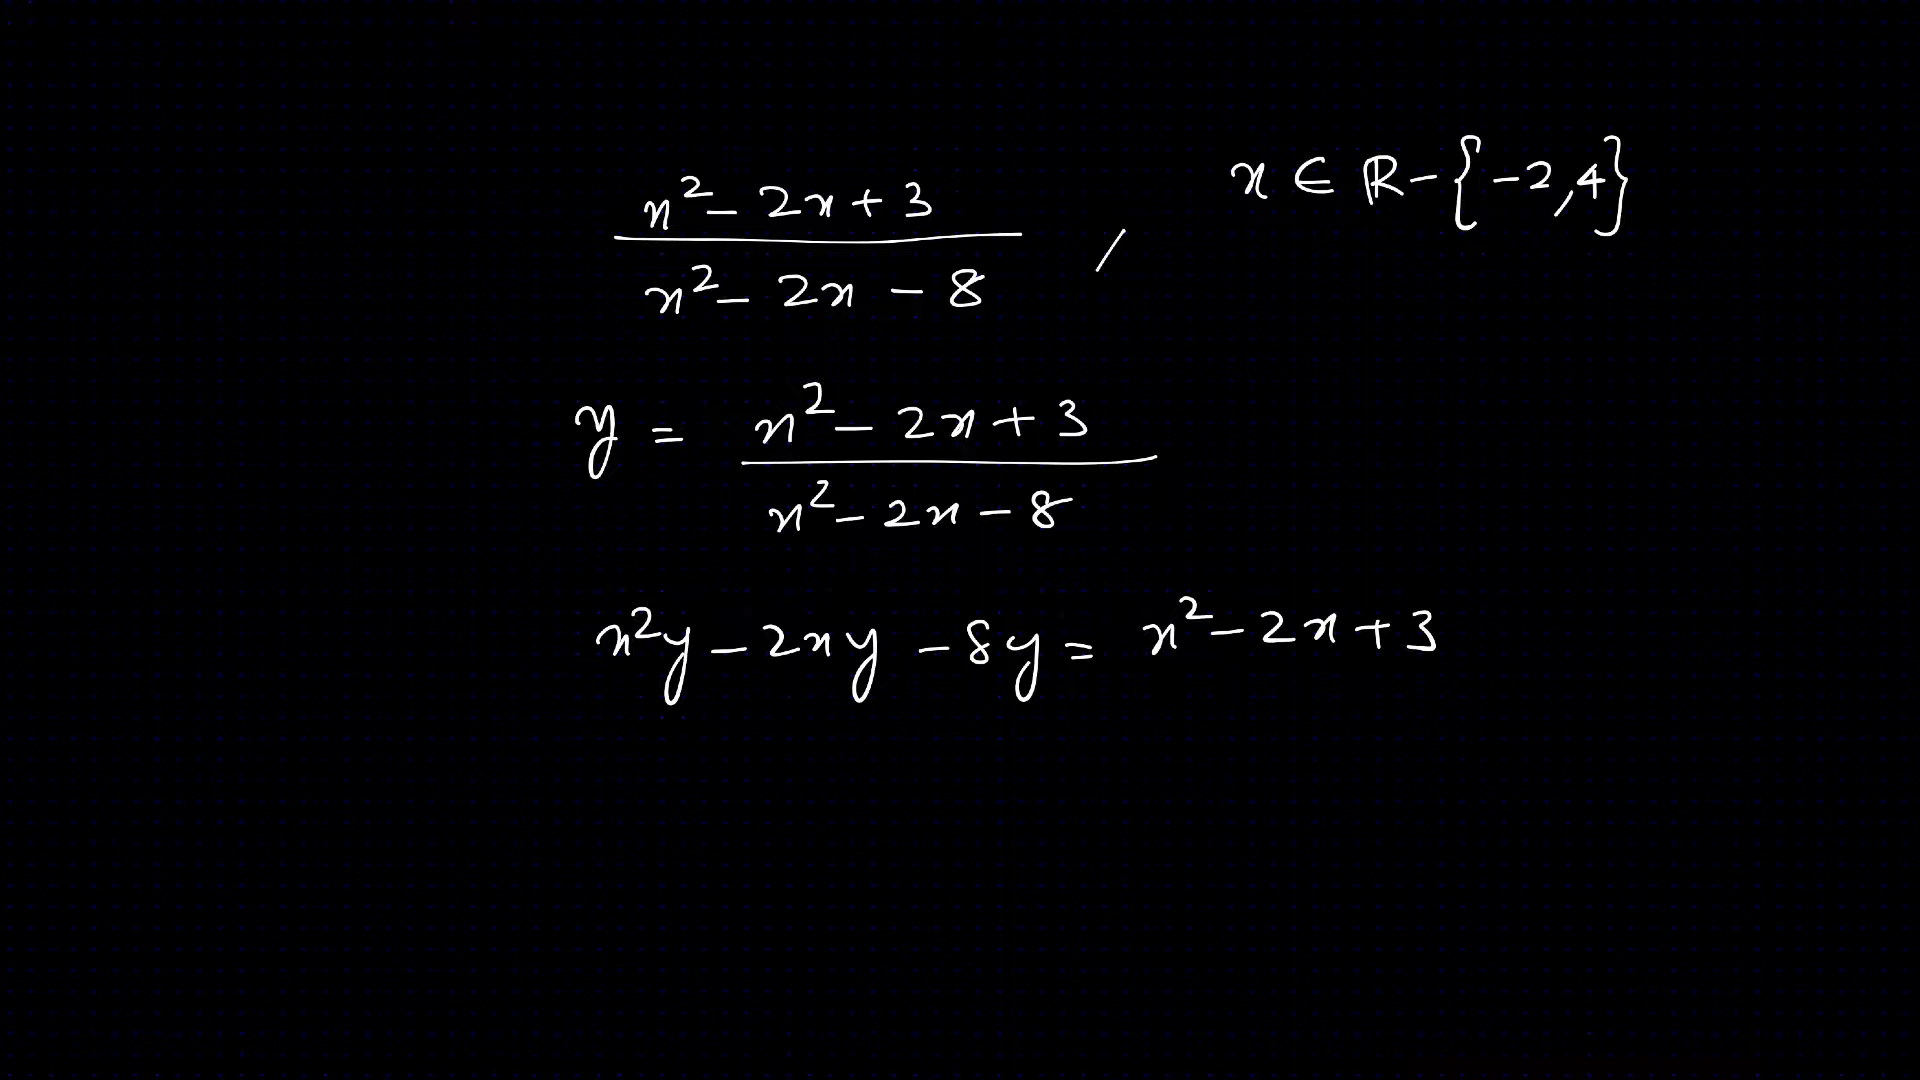 x² - 2x + 3 / x² - 2x - 8 , x ∈ ℝ - {-2,4}
y = x² - 2x + 3 / x² - 2x - 8
x²y - 2xy - 8y = x² - 2x + 3